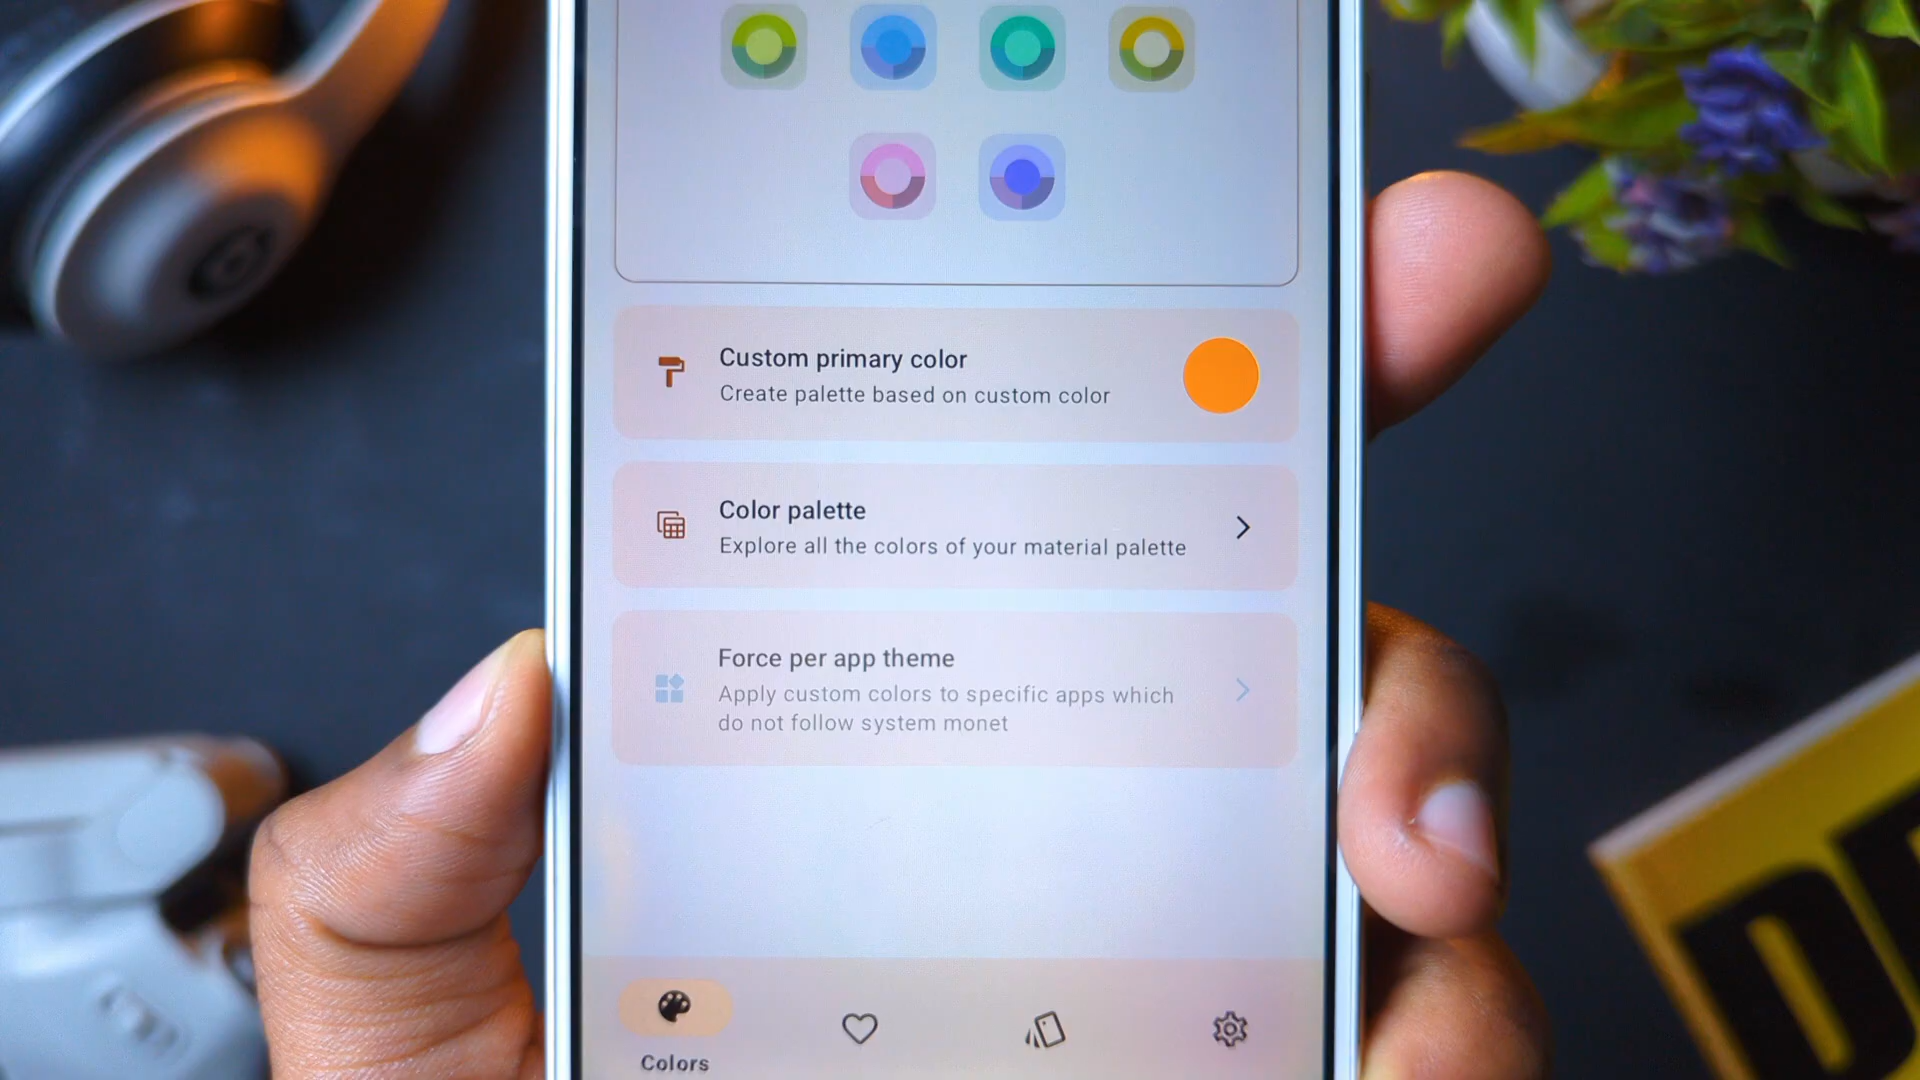 Custom primary color
Create palette based on custom color
Color palette
Explore all the colors of your material palette
Force per app theme
Apply custom colors to specific apps which
do not follow system monet
Colors